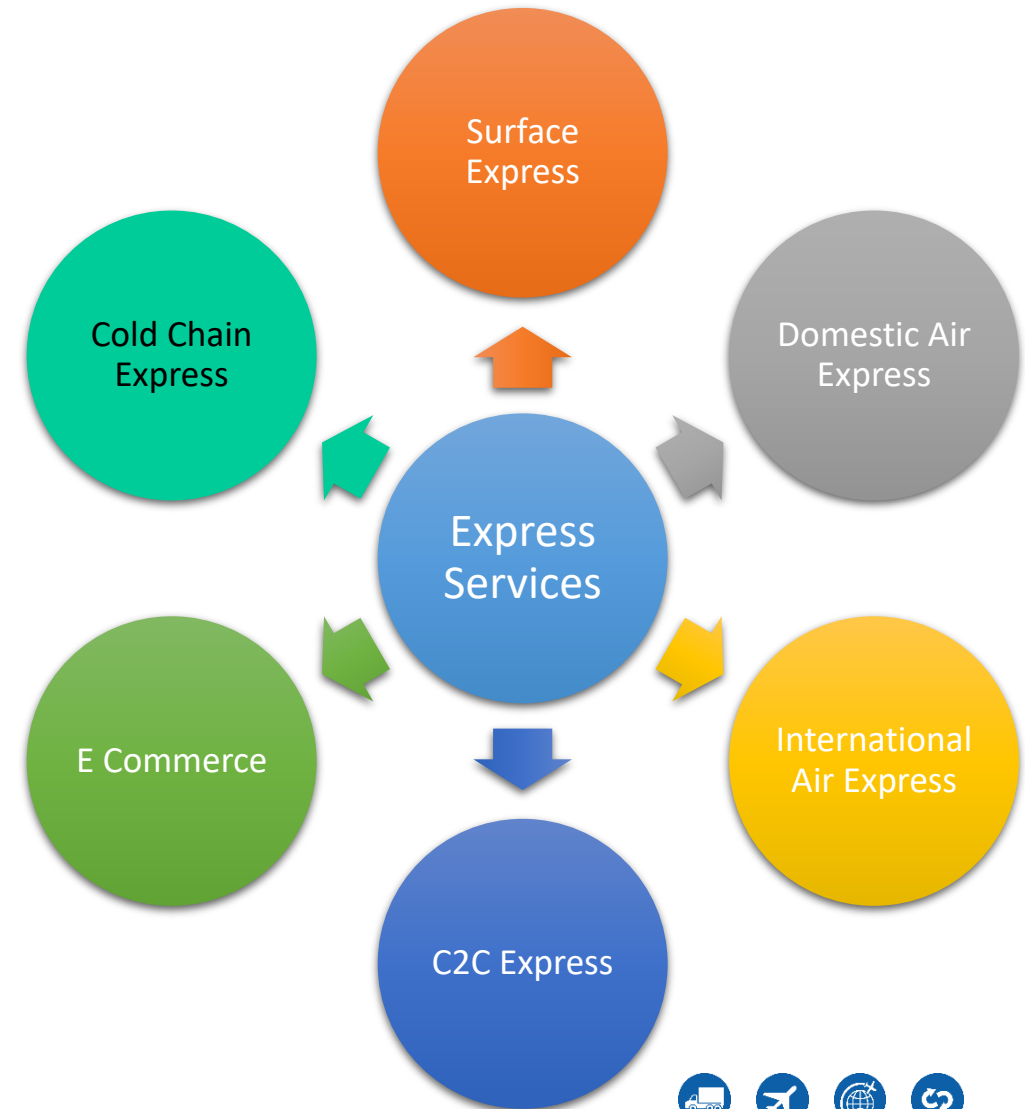 Surface
Express
Cold Chain
Express
Domestic Air
Express
Express
Services
E Commerce
International
Air Express
C2C Express